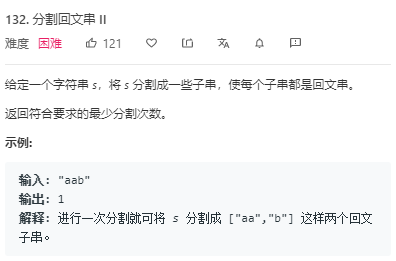 132. 分割回文串 II
难度 困难 121
给定一个字符串 s，将 s 分割成一些子串，使每个子串都是回文串。
返回符合要求的最少分割次数。
示例:
输入: "aab"
输出: 1
解释: 进行一次分割就可将 s 分割成 ["aa","b"] 这样两个回文
子串。